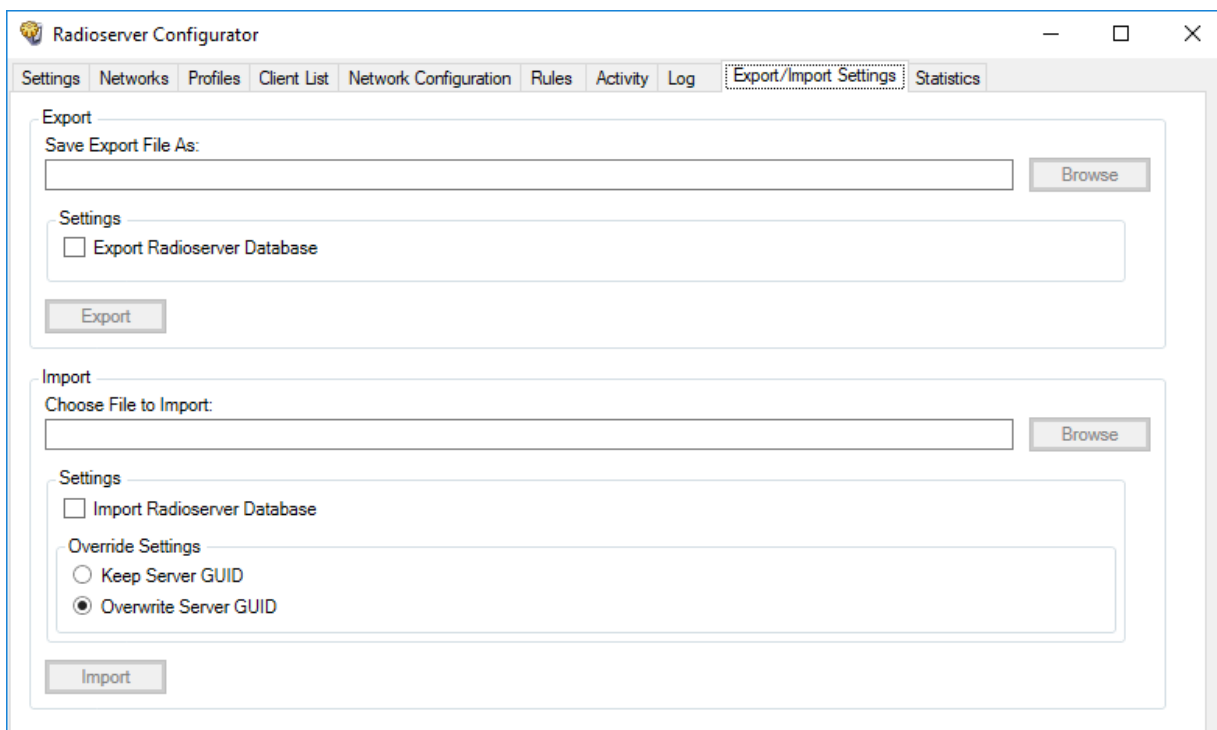 Radioserver Configurator
Settings Networks Profiles Client List Network Configuration Rules Activity Log Export/Import Settings Statistics
Export
Save Export File As:
Browse
Settings
Export Radioserver Database
Export
Import
Choose File to Import:
Browse
Settings
Import Radioserver Database
Override Settings
Keep Server GUID
Overwrite Server GUID
Import